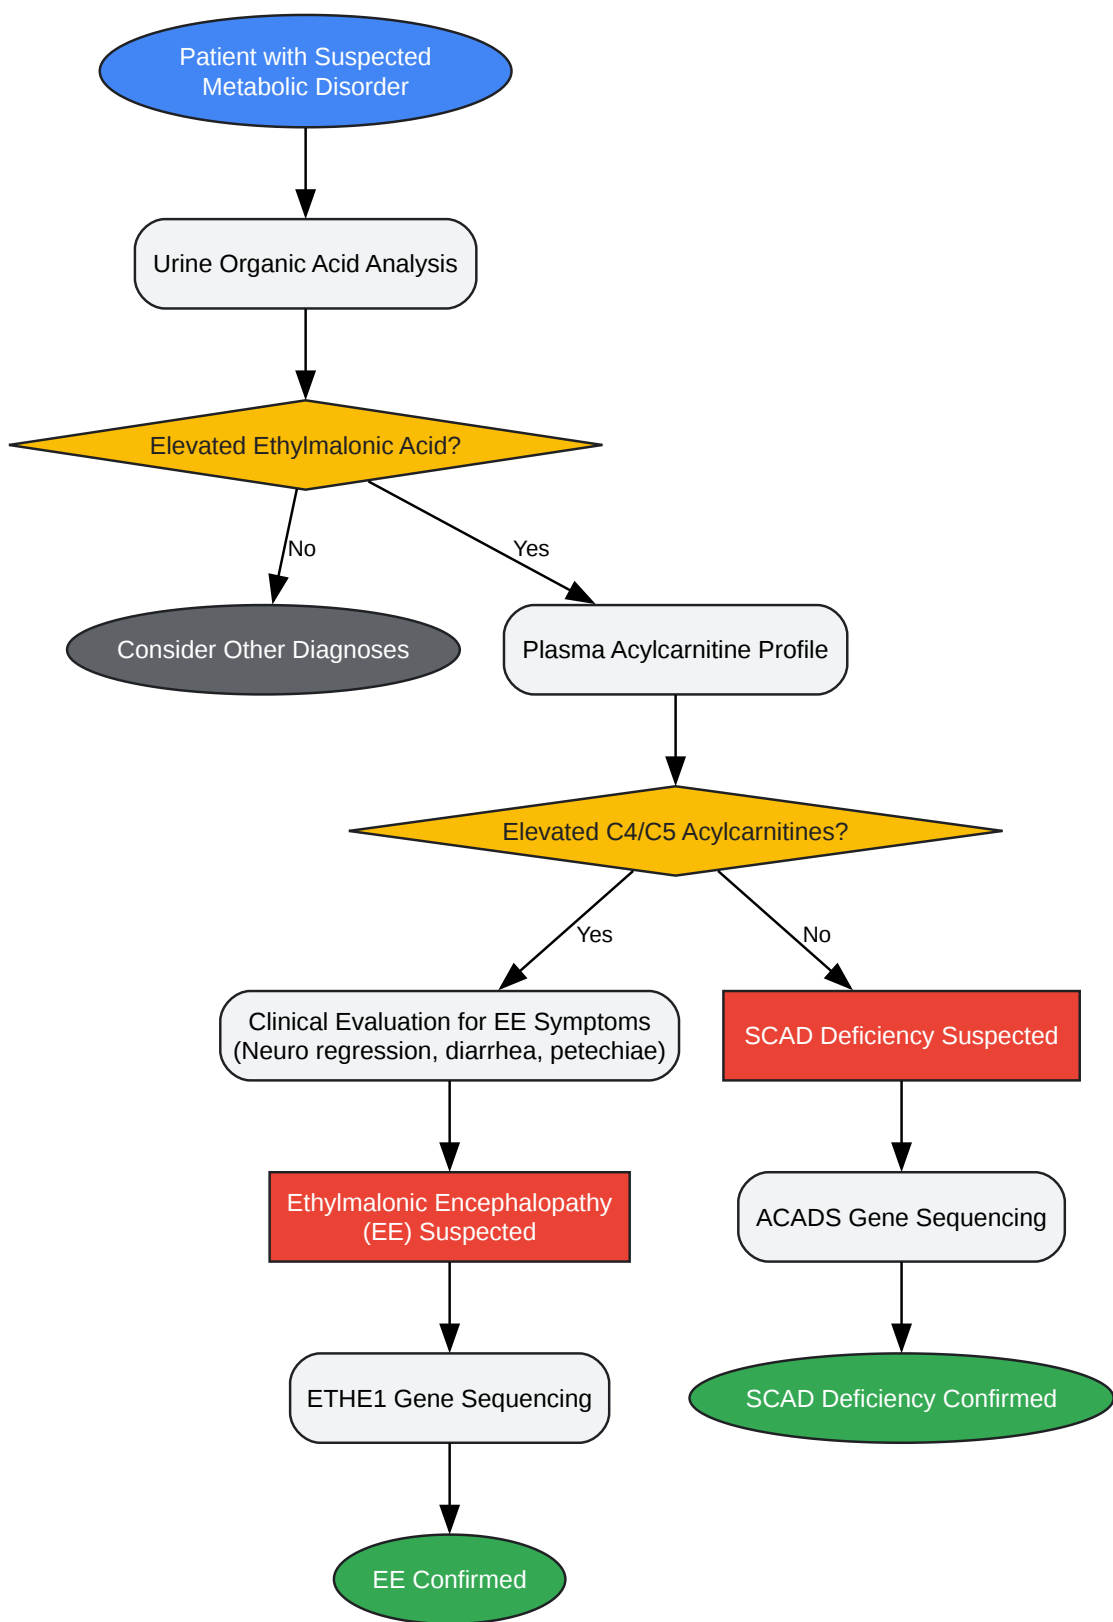 Patient with Suspected
Metabolic Disorder
Urine Organic Acid Analysis
Elevated Ethylmalonic Acid?
No
Yes
Consider Other Diagnoses
Plasma Acylcarnitine Profile
Elevated C4/C5 Acylcarnitines?
Yes
No
Clinical Evaluation for EE Symptoms
(Neuro regression, diarrhea, petechiae)
SCAD Deficiency Suspected
Ethylmalonic Encephalopathy
(EE) Suspected
ACADS Gene Sequencing
ETHE1 Gene Sequencing
SCAD Deficiency Confirmed
EE Confirmed